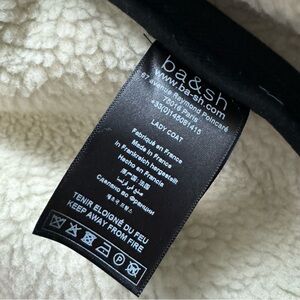 ba&sh
www.ba-sh.com
67 avenue Raymond Poincaré
75016 Paris
+33(0)145081415
LADY COAT
Fabriqué en France
Made in France
In Frankreich hergestellt
Hecho en Francia
Сделано во Франции
TENIR ÉLOIGNÉ DU FEU
KEEP AWAY FROM FIRE